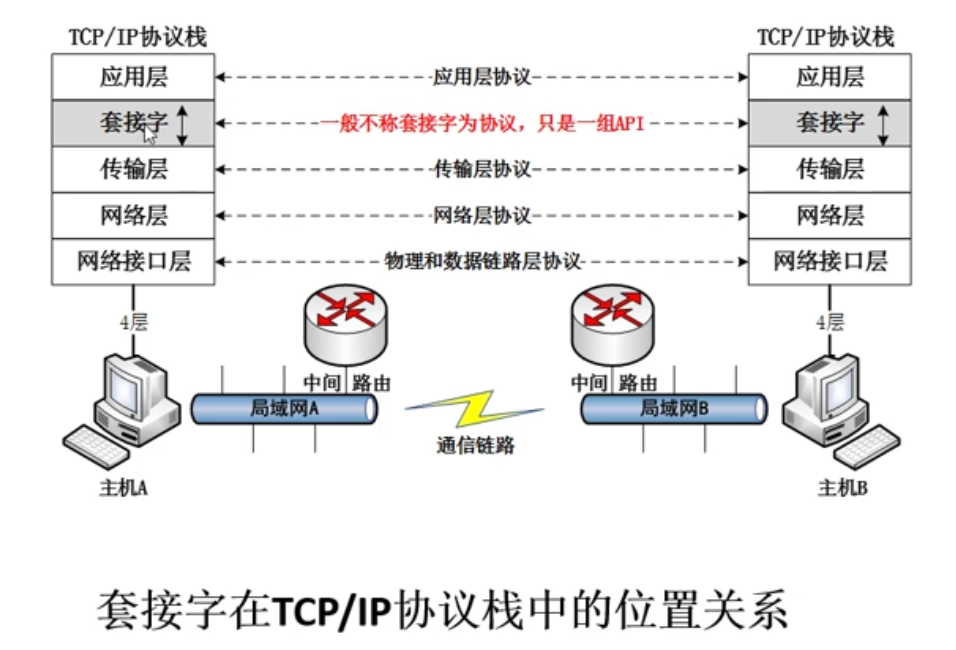 TCP/IP协议栈
TCP/IP协议栈
应用层
应用层协议
应用层
套接字
一般不称套接字为协议，只是一组API
套接字
传输层
传输层协议
传输层
网络层
网络层协议
网络层
网络接口层
物理和数据链路层协议
网络接口层
4层
4层
中间 路由
中间 路由
局域网A
局域网B
通信链路
主机A
主机B
套接字在TCP/IP协议栈中的位置关系